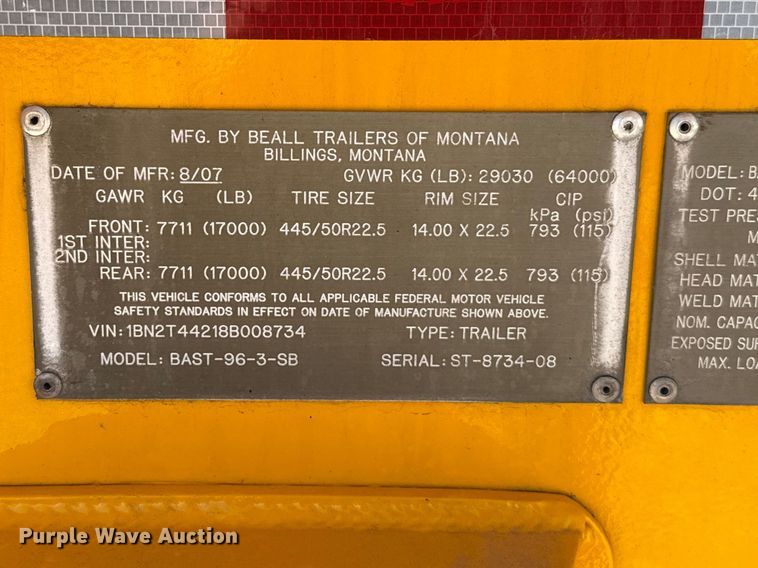 MFG. BY BEALL TRAILERS OF MONTANA
BILLINGS, MONTANA
DATE OF MFR: 8/07 GVWR KG (LB): 29030 (64000)
GAWR KG (LB) TIRE SIZE RIM SIZE CIP
kPa (psi)
FRONT: 7711 (17000) 445/50R22.5 14.00 X 22.5 793 (115)
1ST INTER:
2ND INTER:
REAR: 7711 (17000) 445/50R22.5 14.00 X 22.5 793 (115)
THIS VEHICLE CONFORMS TO ALL APPLICABLE FEDERAL MOTOR VEHICLE
SAFETY STANDARDS IN EFFECT ON DATE OF MANUFACTURE SHOWN ABOVE.
VIN: 1BN2T44218B008734 TYPE: TRAILER
MODEL: BAST-96-3-SB SERIAL: ST-8734-08
MODEL: B
DOT: 4
TEST PRES
M
SHELL MAT
HEAD MAT
WELD MAT
NOM. CAPAC
EXPOSED SUR
MAX. LOA
Purple Wave Auction